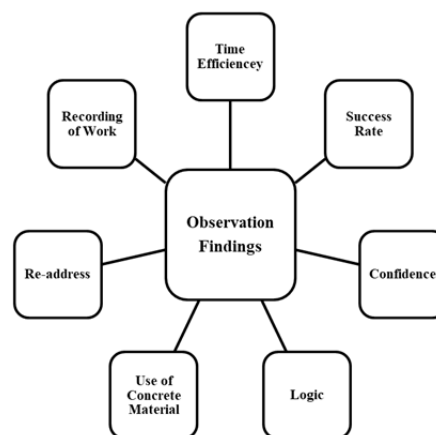 Time
Efficiencey
Recording
of Work
Success
Rate
Observation
Findings
Re-address
Confidence
Use of
Concrete
Material
Logic